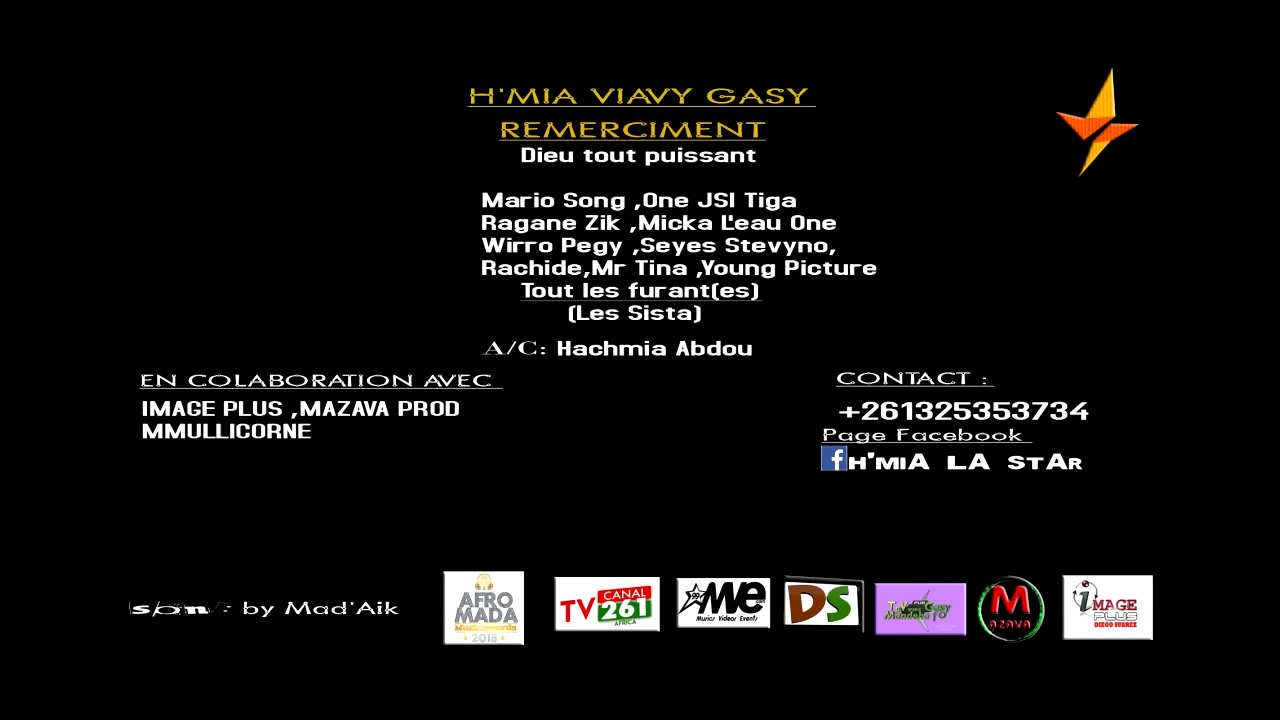 H'MIA VIAVY GASY
REMERCIMENT
Dieu tout puissant
Mario Song ,One JSI Tiga
Ragane Zik ,Micka L'eau One
Wirro Pegy ,Seyes Stevyno,
Rachide,Mr Tina ,Young Picture
Tout les furant(es)
(Les Sista)
A/C: Hachmia Abdou
EN COLABORATION AVEC
IMAGE PLUS ,MAZAVA PROD
MMULLICORNE
CONTACT :
+261325353734
Page Facebook
f H'MIA LA STAR
by Mad'Aik
AFRO
MADA
2018
TV CANAL
261
AFRICA
Me
Murics Videos Events
DS
MAZAVA
iMAGE
PLUS
DIEGO SUAREZ